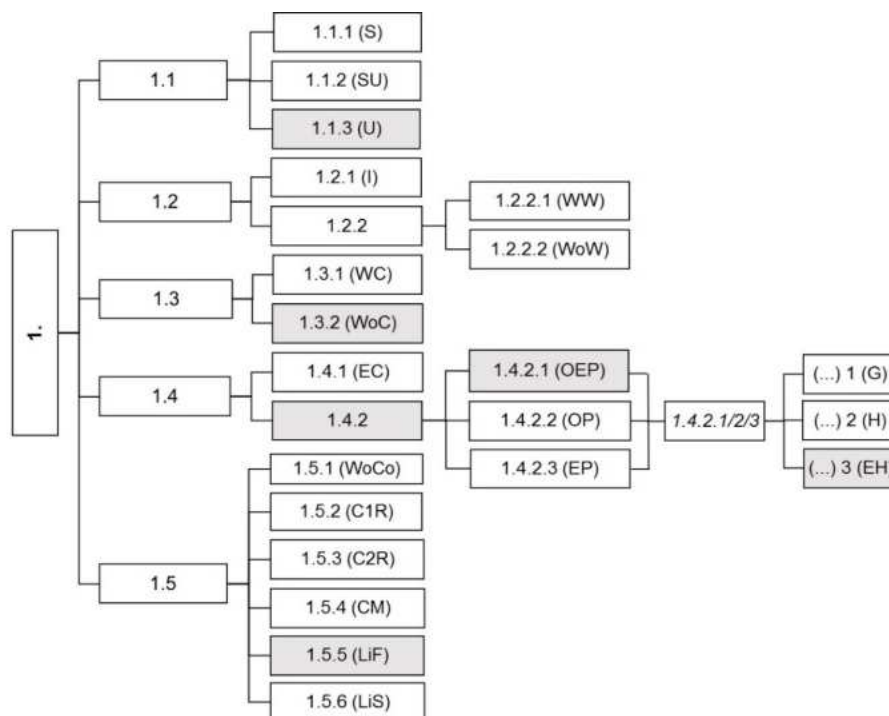 1.
1.1
1.1.1 (S)
1.1.2 (SU)
1.1.3 (U)
1.2
1.2.1 (I)
1.2.2
1.2.2.1 (WW)
1.2.2.2 (WoW)
1.3
1.3.1 (WC)
1.3.2 (WoC)
1.4
1.4.1 (EC)
1.4.2
1.4.2.1 (OEP)
1.4.2.2 (OP)
1.4.2.3 (EP)
1.4.2.1/2/3
(...) 1 (G)
(...) 2 (H)
(...) 3 (EH)
1.5
1.5.1 (WoCo)
1.5.2 (C1R)
1.5.3 (C2R)
1.5.4 (CM)
1.5.5 (LiF)
1.5.6 (LiS)